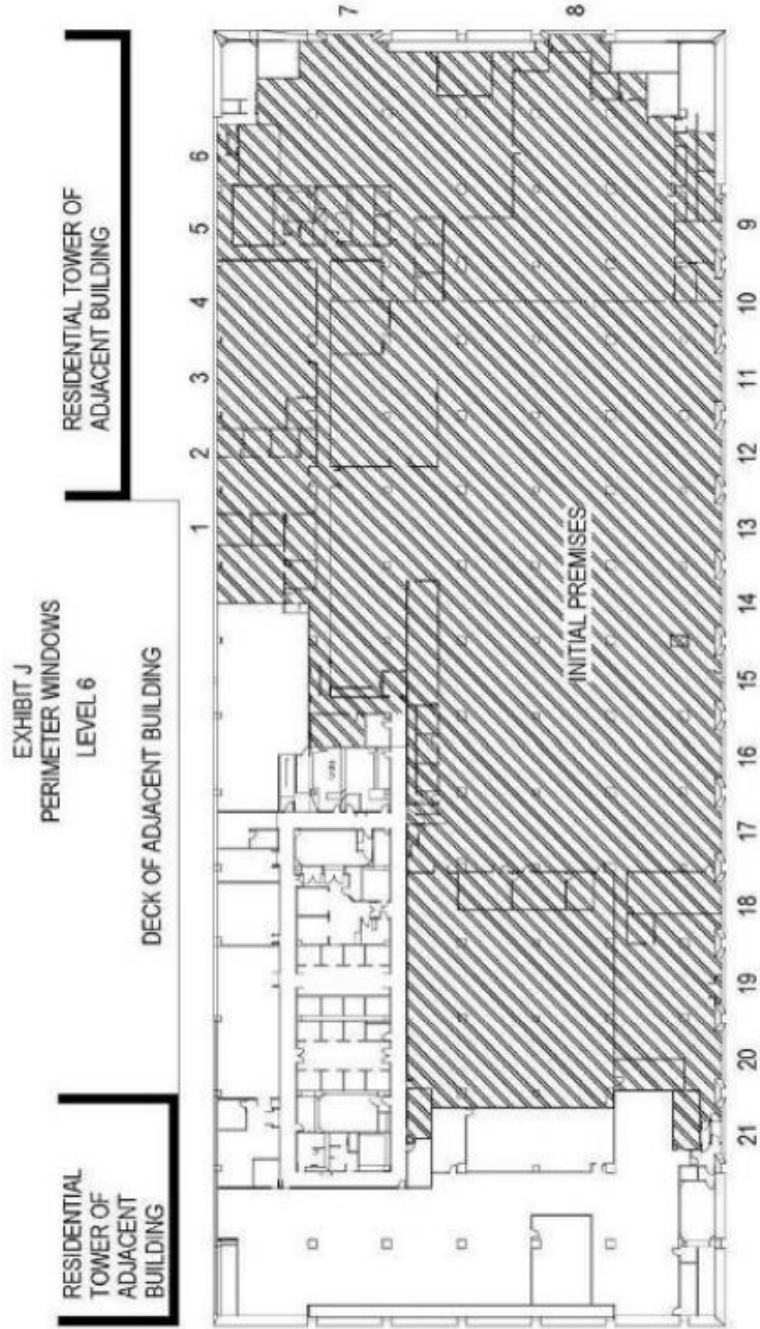 EXHIBIT J
PERIMETER WINDOWS
LEVEL 6
RESIDENTIAL
TOWER OF
ADJACENT
BUILDING
DECK OF ADJACENT BUILDING
RESIDENTIAL TOWER OF
ADJACENT BUILDING
1 2 3 4 5 6
7
8
INITIAL PREMISES
21 20 19 18 17 16 15 14 13 12 11 10 9